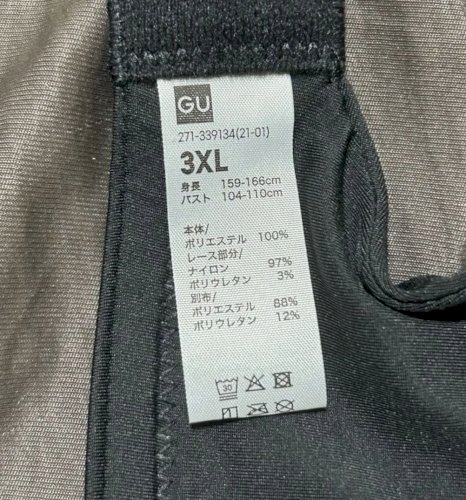 GU
271-339134(21-01)
3XL
身長 159-166cm
バスト 104-110cm
本体/
ポリエステル 100%
レース部分/
ナイロン 97%
ポリウレタン 3%
別布/
ポリエステル 88%
ポリウレタン 12%
30